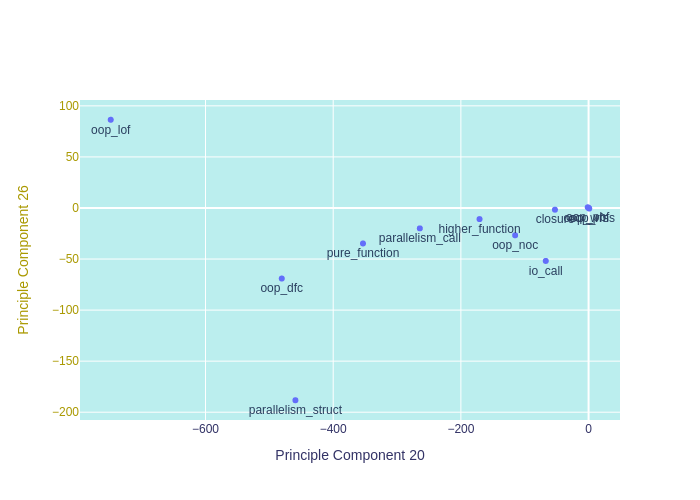 100
50
0
−50
−100
−150
−200
Principle Component 26
oop_lof
higher_function
parallelism_call
oop_noc
pure_function
io_call
oop_dfc
parallelism_struct
−600
−400
−200
0
Principle Component 20